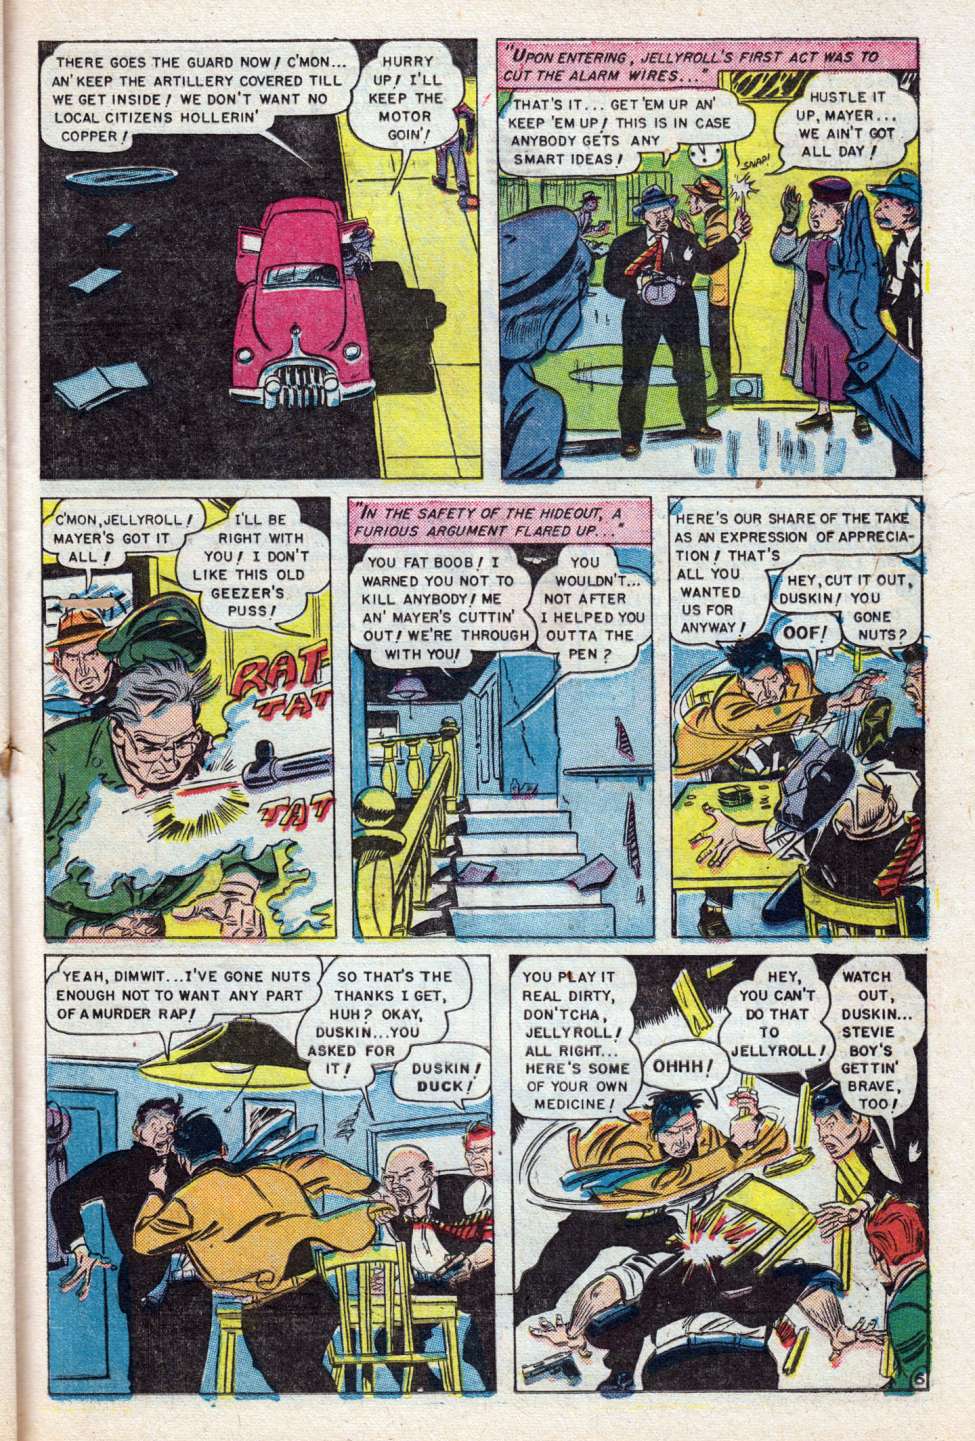 THERE GOES THE GUARD NOW! C'MON...
AN' KEEP THE ARTILLERY COVERED TILL
WE GET INSIDE! WE DON'T WANT NO
LOCAL CITIZENS HOLLERIN'
COPPER!
HURRY
UP! I'LL
KEEP THE
MOTOR
GOIN'!
"UPON ENTERING, JELLYROLL'S FIRST ACT WAS TO
CUT THE ALARM WIRES..."
THAT'S IT... GET 'EM UP AN'
KEEP 'EM UP! THIS IS IN CASE
ANYBODY GETS ANY
SMART IDEAS!
SNAP!
HUSTLE IT
UP, MAYER...
WE AIN'T GOT
ALL DAY!
C'MON, JELLYROLL!
MAYER'S GOT IT
ALL!
I'LL BE
RIGHT WITH
YOU! I DON'T
LIKE THIS OLD
GEEZER'S
PUSS!
RAT
TAT
TAT
"IN THE SAFETY OF THE HIDEOUT, A
FURIOUS ARGUMENT FLARED UP..."
YOU FAT BOOB! I
WARNED YOU NOT TO
KILL ANYBODY! ME
AN' MAYER'S CUTTIN'
OUT! WE'RE THROUGH
WITH YOU!
YOU
WOULDN'T...
NOT AFTER
I HELPED YOU
OUTTA THE
PEN?
HERE'S OUR SHARE OF THE TAKE
AS AN EXPRESSION OF APPRECIA-
TION! THAT'S
ALL YOU
WANTED
US FOR
ANYWAY!
OOF!
HEY, CUT IT OUT,
DUSKIN! YOU
GONE
NUTS?
YEAH, DIMWIT...I'VE GONE NUTS
ENOUGH NOT TO WANT ANY PART
OF A MURDER RAP!
SO THAT'S THE
THANKS I GET,
HUH? OKAY,
DUSKIN...YOU
ASKED FOR
IT!
DUSKIN!
DUCK!
YOU PLAY IT
REAL DIRTY,
DON'TCHA,
JELLYROLL!
ALL RIGHT...
HERE'S SOME
OF YOUR OWN
MEDICINE!
OHHH!
HEY,
YOU CAN'T
DO THAT
TO
JELLYROLL!
WATCH
OUT,
DUSKIN...
STEVIE
BOY'S
GETTIN'
BRAVE,
TOO!
6